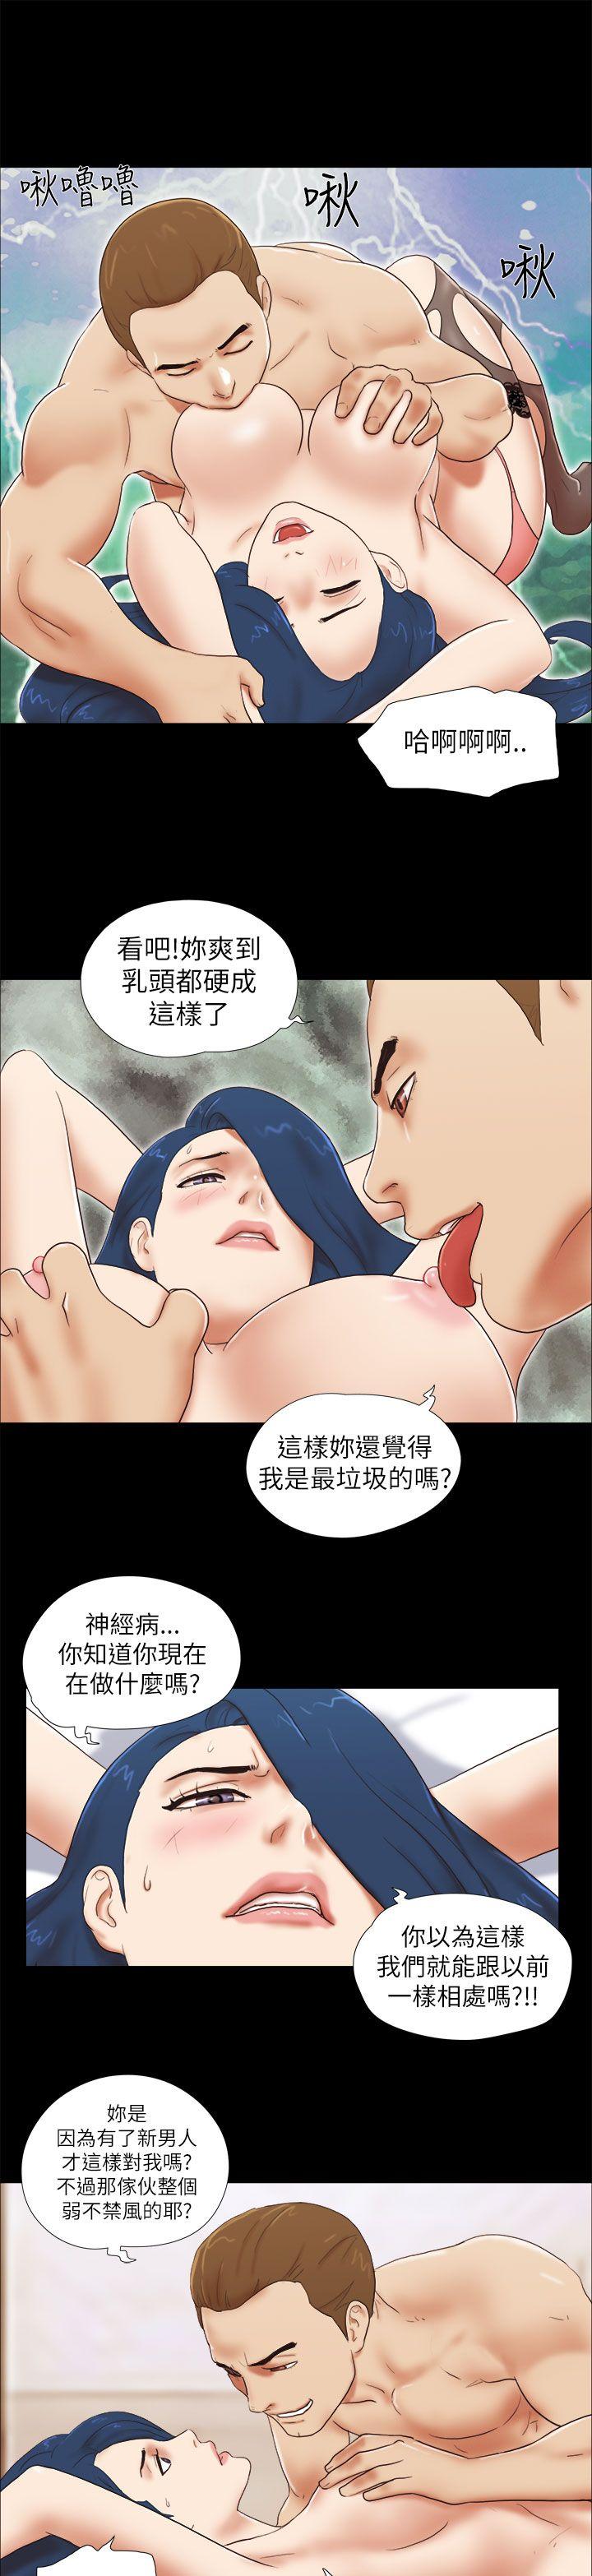 啾嚕嚕
啾
啾
哈啊啊啊..
看吧!妳爽到
乳頭都硬成
這樣了
這樣妳還覺得
我是最垃圾的嗎?
神經病...
你知道你現在
在做什麼嗎?
你以為這樣
我們就能跟以前
一樣相處嗎?!!
妳是
因為有了新男人
才這樣對我嗎?
不過那傢伙整個
弱不禁風的耶?